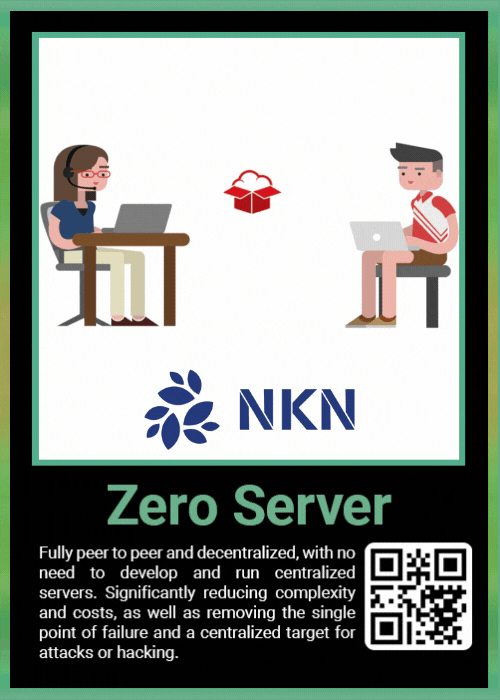 NKN
Zero Server
Fully peer to peer and decentralized, with no
need to develop and run centralized
servers. Significantly reducing complexity
and costs, as well as removing the single
point of failure and a centralized target for
attacks or hacking.